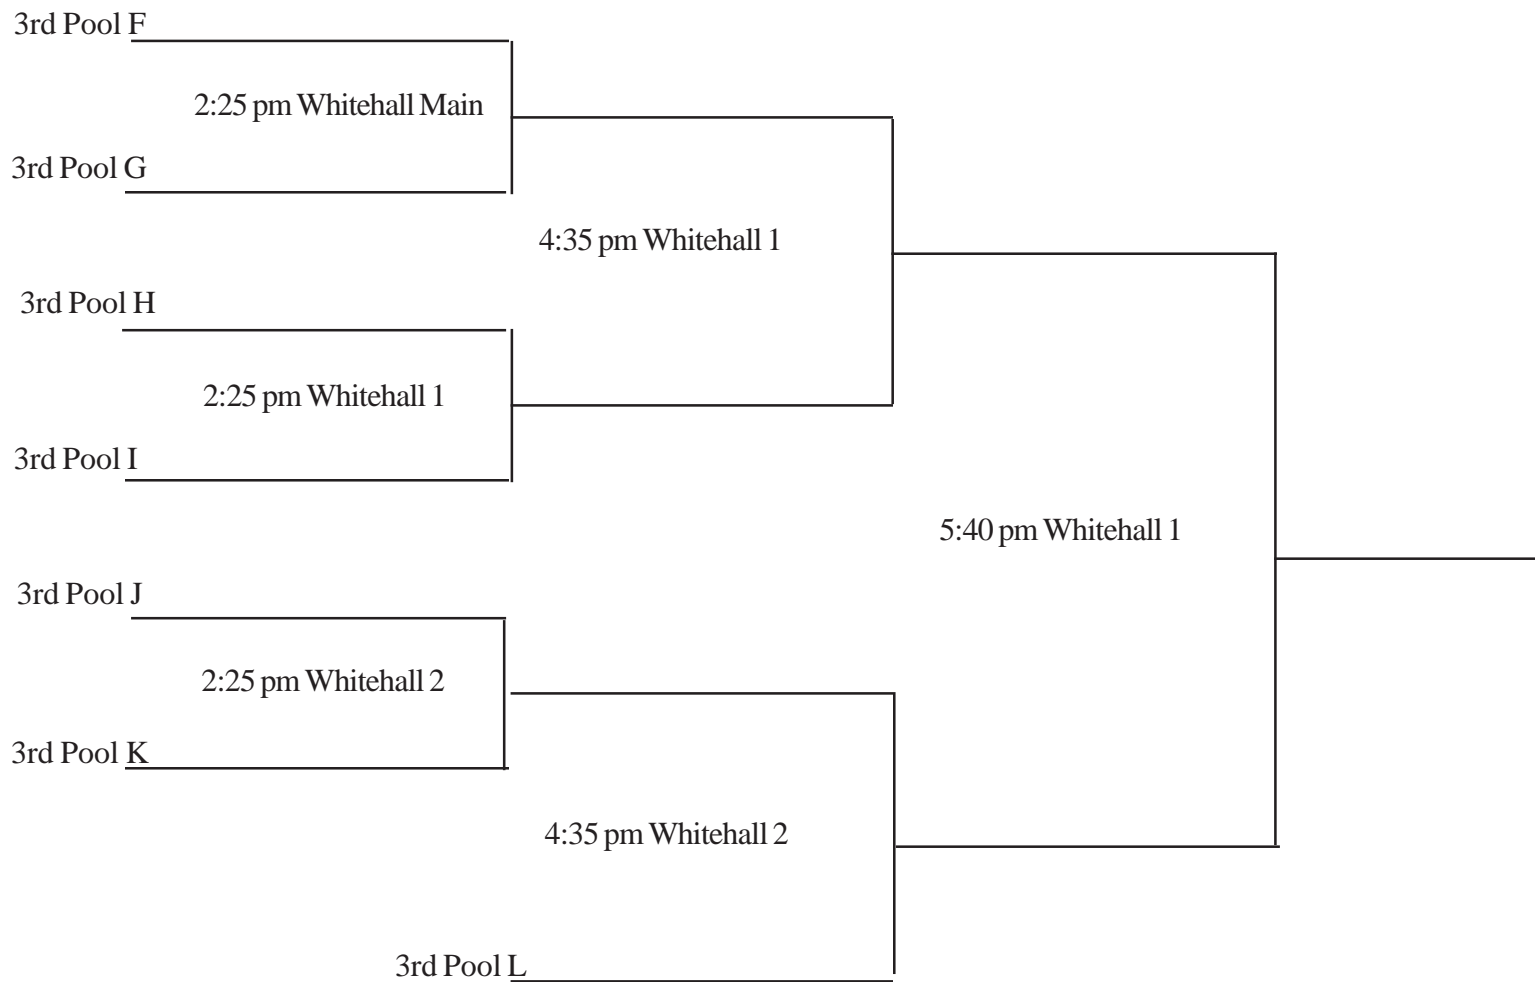 3rd Pool F
2:25 pm Whitehall Main
3rd Pool G
4:35 pm Whitehall 1
3rd Pool H
2:25 pm Whitehall 1
3rd Pool I
5:40 pm Whitehall 1
3rd Pool J
2:25 pm Whitehall 2
3rd Pool K
4:35 pm Whitehall 2
3rd Pool L